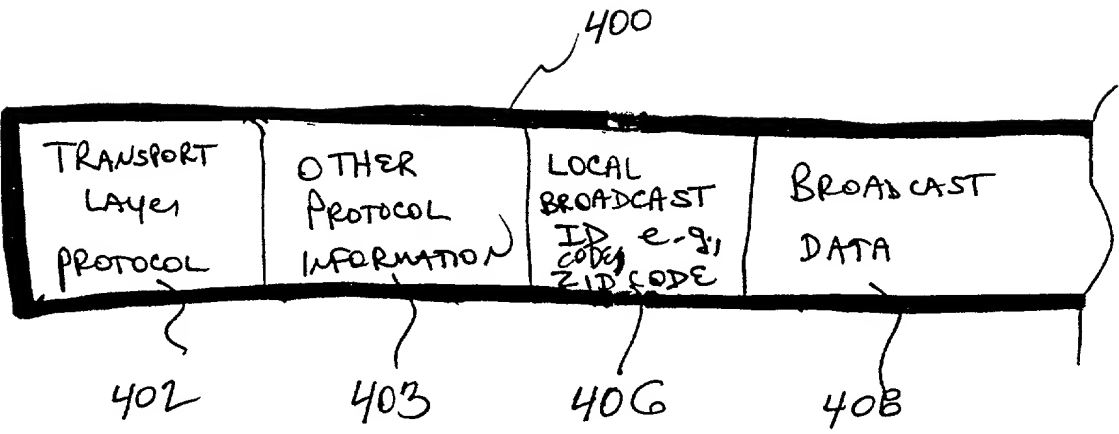 400
TRANSPORT
LAYER
PROTOCOL
OTHER
PROTOCOL
INFORMATION
LOCAL
BROADCAST
ID e.g.,
CODE,
ZIP CODE
BROADCAST
DATA
402
403
406
408